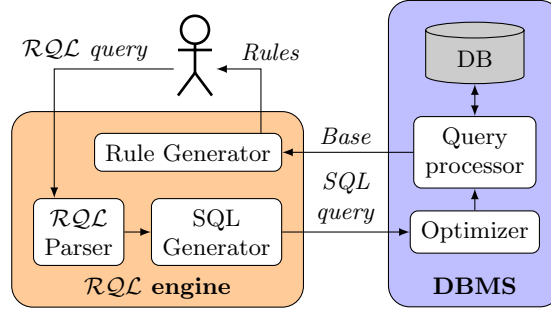 RQL query
Rules
DB
Rule Generator
Base
Query
processor
SQL
query
RQL
Parser
SQL
Generator
Optimizer
RQL engine
DBMS